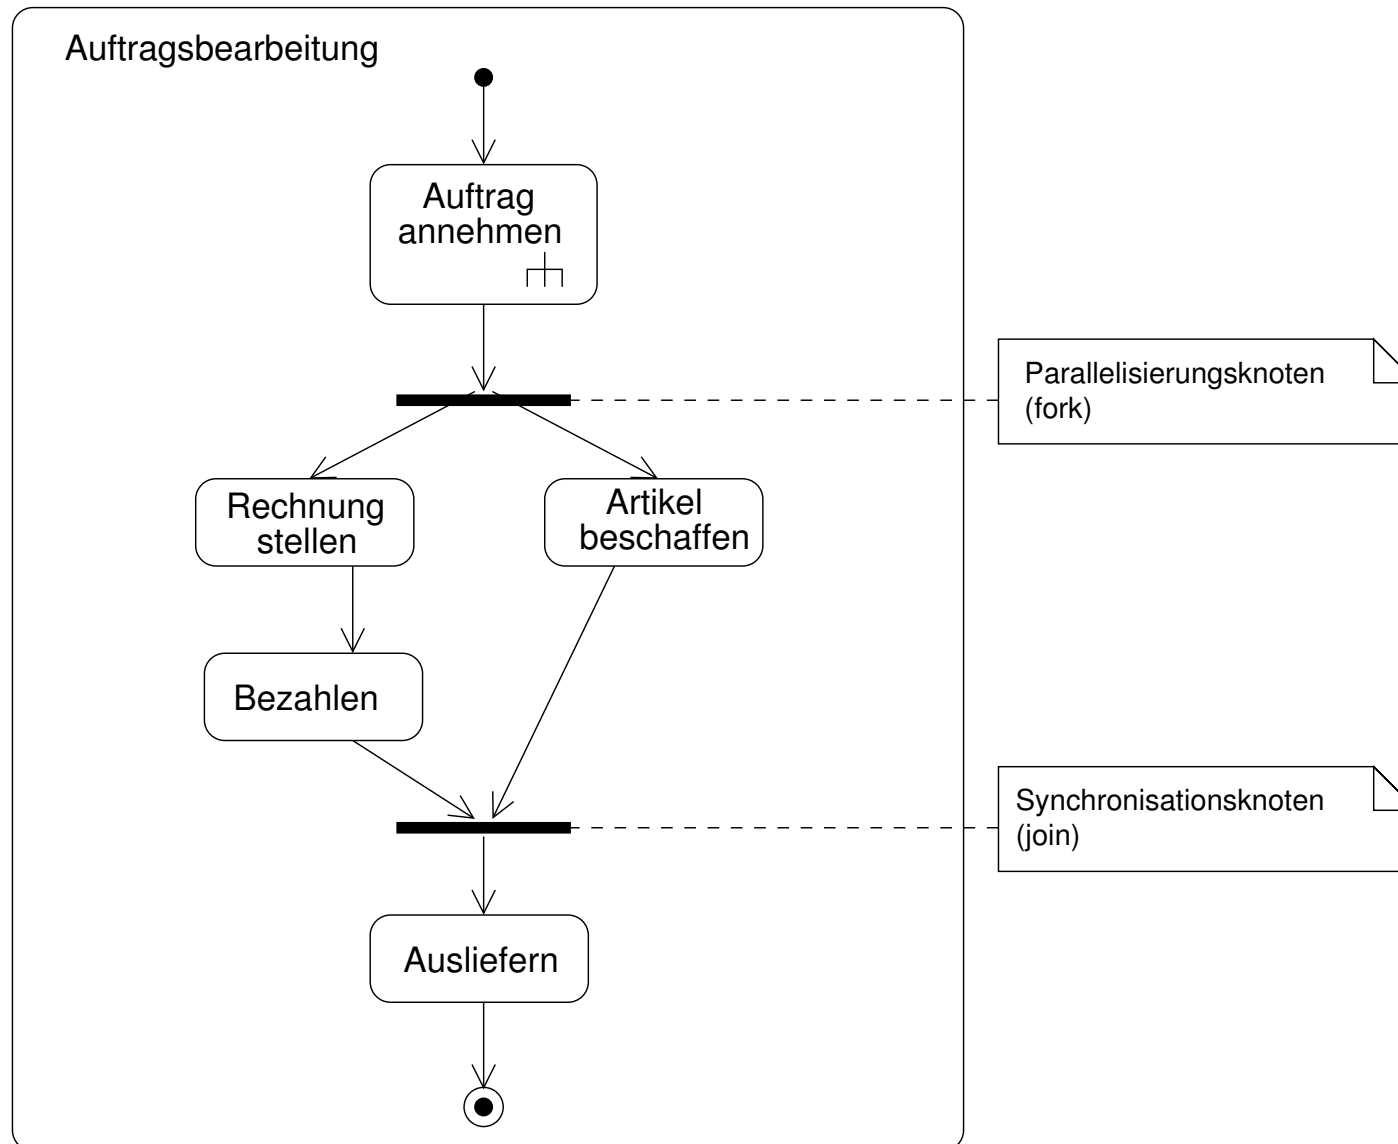 Auftragsbearbeitung
Auftrag
annehmen
Parallelisierungsknoten
(fork)
Rechnung
stellen
Artikel
beschaffen
Bezahlen
Synchronisationsknoten
(join)
Ausliefern